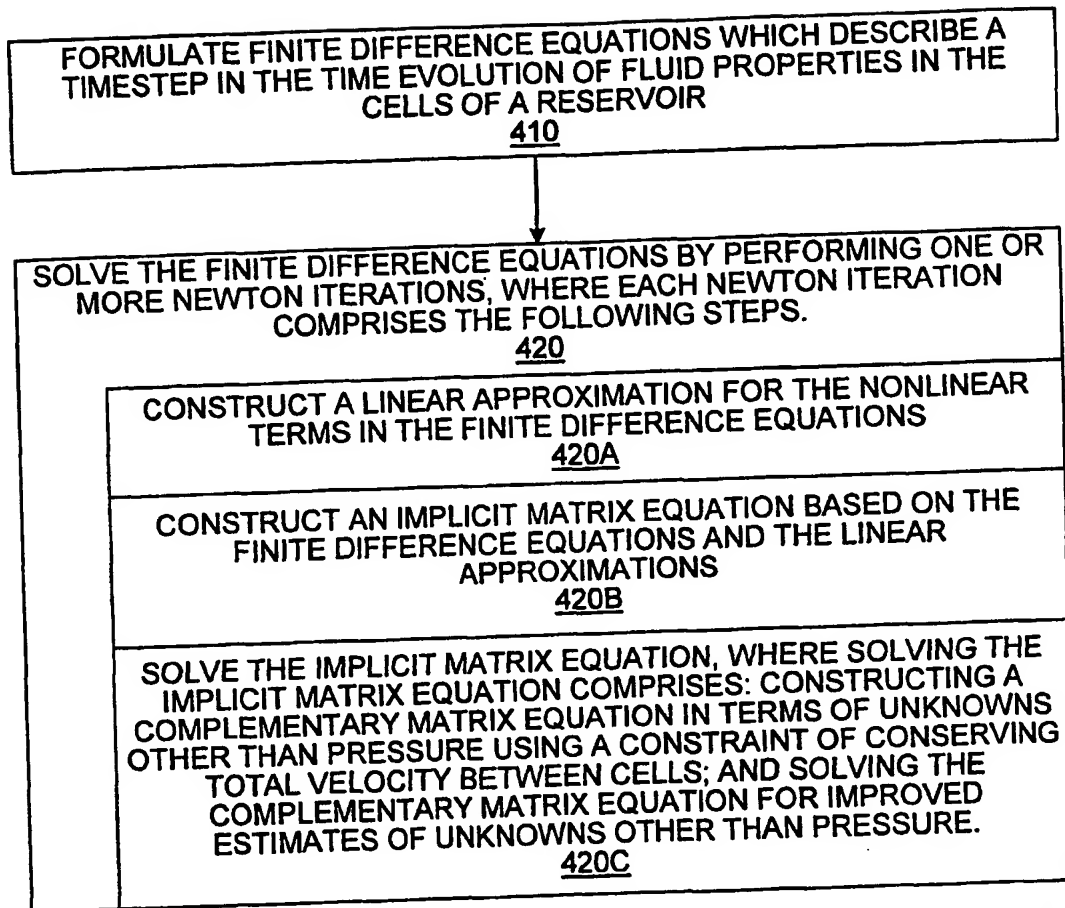 FORMULATE FINITE DIFFERENCE EQUATIONS WHICH DESCRIBE A
TIMESTEP IN THE TIME EVOLUTION OF FLUID PROPERTIES IN THE
CELLS OF A RESERVOIR
410
SOLVE THE FINITE DIFFERENCE EQUATIONS BY PERFORMING ONE OR
MORE NEWTON ITERATIONS, WHERE EACH NEWTON ITERATION
COMPRISES THE FOLLOWING STEPS.
420
CONSTRUCT A LINEAR APPROXIMATION FOR THE NONLINEAR
TERMS IN THE FINITE DIFFERENCE EQUATIONS
420A
CONSTRUCT AN IMPLICIT MATRIX EQUATION BASED ON THE
FINITE DIFFERENCE EQUATIONS AND THE LINEAR
APPROXIMATIONS
420B
SOLVE THE IMPLICIT MATRIX EQUATION, WHERE SOLVING THE
IMPLICIT MATRIX EQUATION COMPRISES: CONSTRUCTING A
COMPLEMENTARY MATRIX EQUATION IN TERMS OF UNKNOWNS
OTHER THAN PRESSURE USING A CONSTRAINT OF CONSERVING
TOTAL VELOCITY BETWEEN CELLS; AND SOLVING THE
COMPLEMENTARY MATRIX EQUATION FOR IMPROVED
ESTIMATES OF UNKNOWNS OTHER THAN PRESSURE.
420C